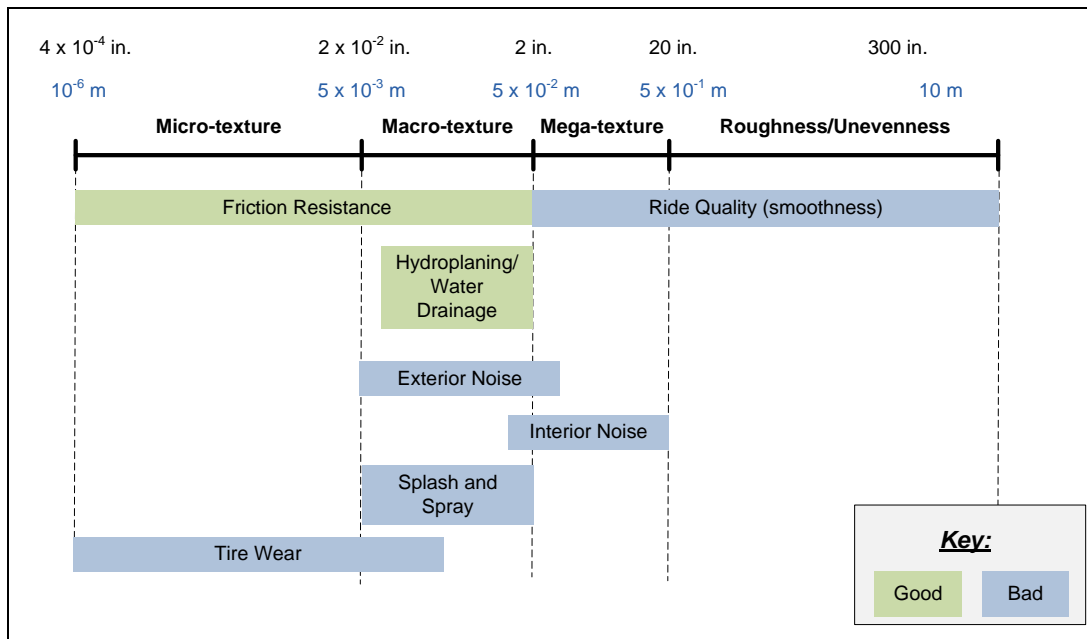 4 x 10⁻⁴ in. 2 x 10⁻² in. 2 in. 20 in. 300 in.
10⁻⁶ m 5 x 10⁻³ m 5 x 10⁻² m 5 x 10⁻¹ m 10 m
Micro-texture Macro-texture Mega-texture Roughness/Unevenness
Friction Resistance Ride Quality (smoothness)
Hydroplaning/
Water
Drainage
Exterior Noise
Interior Noise
Splash and
Spray
Tire Wear
Key:
Good Bad